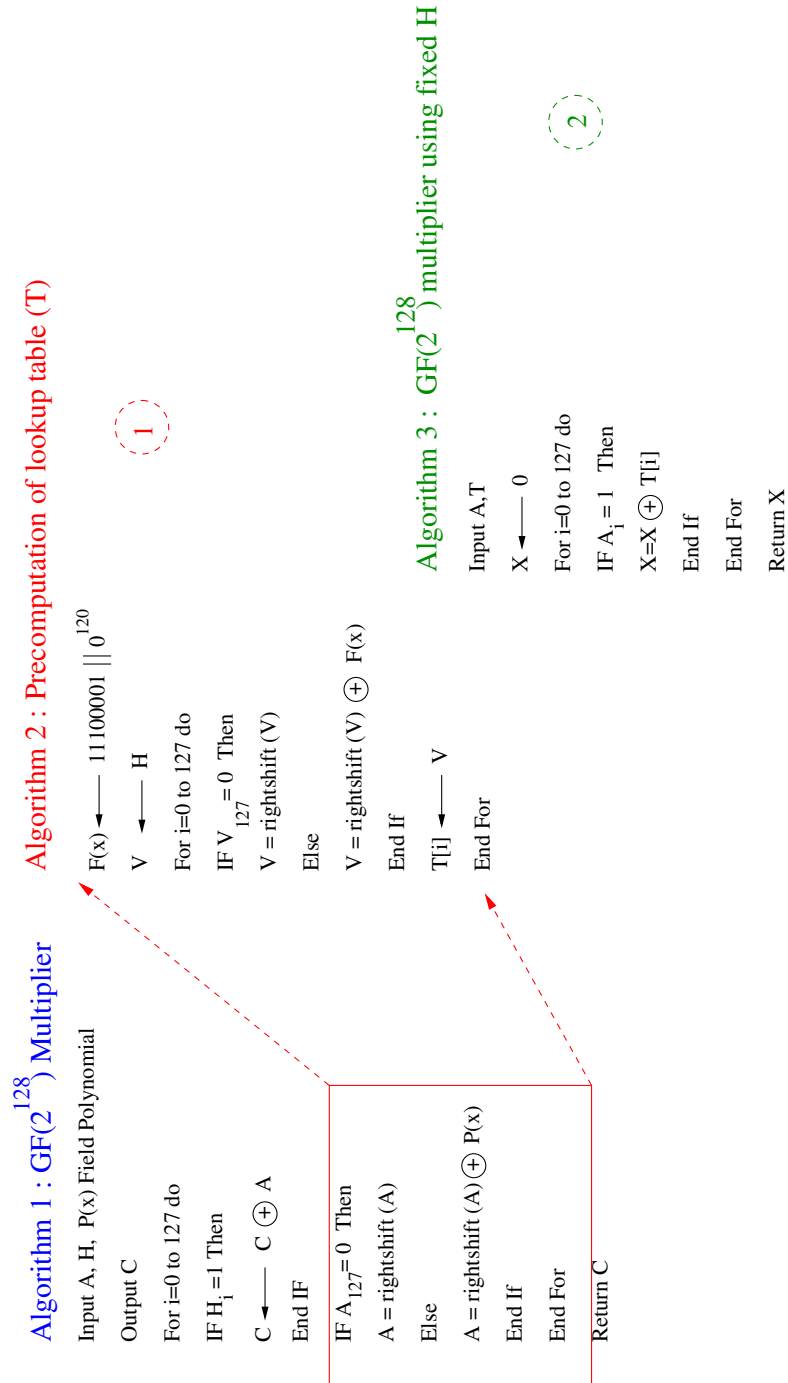 Algorithm 1 : GF(2^128) Multiplier
Input A, H, P(x) Field Polynomial
Output C
For i=0 to 127 do
IF H_i =1 Then
C ← C ⊕ A
End IF
IF A_127= 0 Then
A = rightshift (A)
Else
A = rightshift (A) ⊕ P(x)
End If
End For
Return C
Algorithm 2 : Precomputation of lookup table (T)
F(x) ← 11100001 || 0^120
V ← H
For i=0 to 127 do
IF V_127 = 0 Then
V = rightshift (V)
Else
V = rightshift (V) ⊕ F(x)
End If
T[i] ← V
End For
1
Algorithm 3 : GF(2^128) multiplier using fixed H
Input A,T
X ← 0
For i=0 to 127 do
IF A_i = 1 Then
X=X ⊕ T[i]
End If
End For
Return X
2